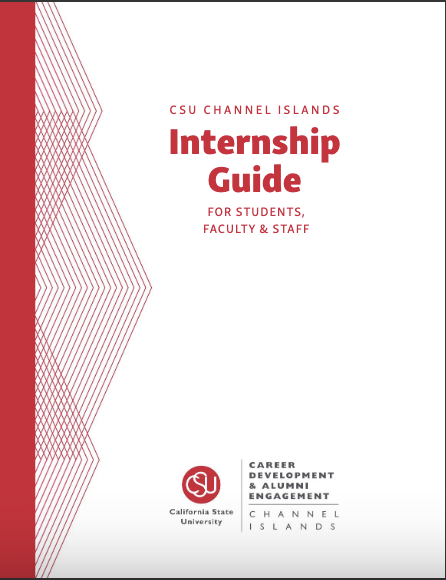 CSU CHANNEL ISLANDS
Internship
Guide
FOR STUDENTS,
FACULTY & STAFF
CSU
California State
University
CAREER
DEVELOPMENT
& ALUMNI
ENGAGEMENT
CHANNEL
ISLANDS